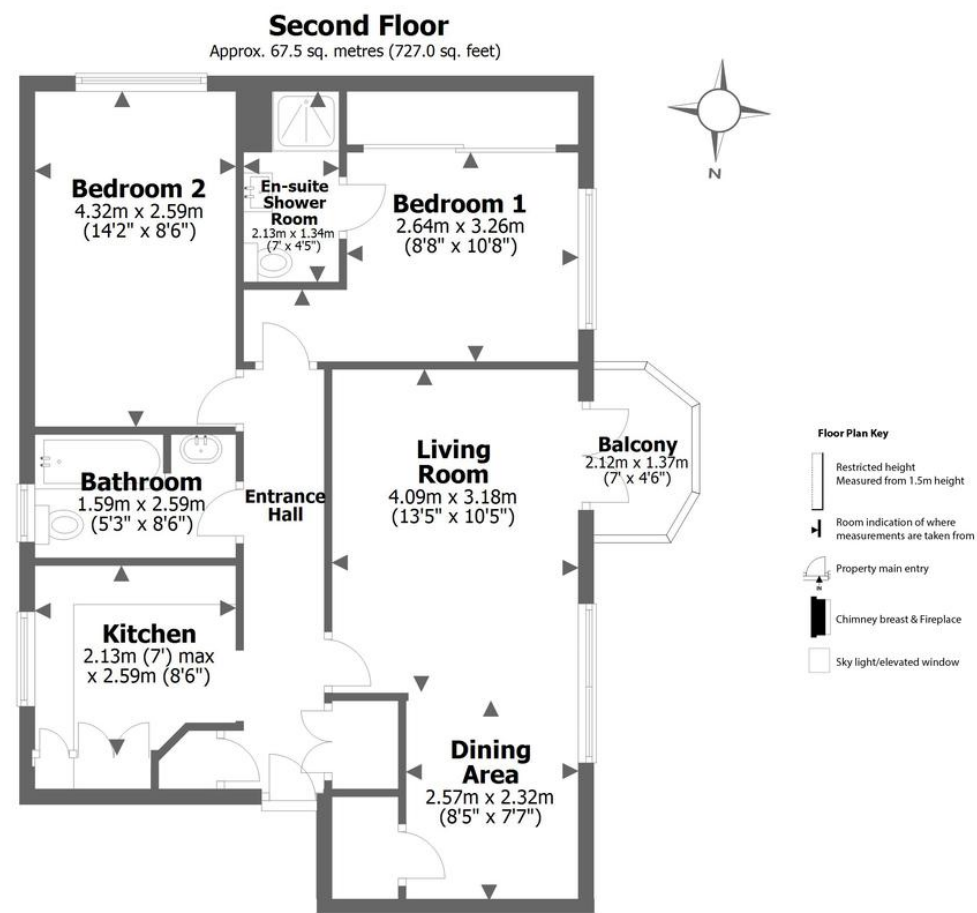 Second Floor
Approx. 67.5 sq. metres (727.0 sq. feet)
N
Bedroom 2
4.32m x 2.59m
(14'2" x 8'6")
En-suite
Shower
Room
2.13m x 1.34m
(7' x 4'5")
Bedroom 1
2.64m x 3.26m
(8'8" x 10'8")
Living
Room
4.09m x 3.18m
(13'5" x 10'5")
Balcony
2.12m x 1.37m
(7' x 4'6")
Bathroom
1.59m x 2.59m
(5'3" x 8'6")
Entrance
Hall
Kitchen
2.13m (7') max
x 2.59m (8'6")
Dining
Area
2.57m x 2.32m
(8'5" x 7'7")
Floor Plan Key
Restricted height
Measured from 1.5m height
Room indication of where
measurements are taken from
Property main entry
IN
Chimney breast & Fireplace
Sky light/elevated window